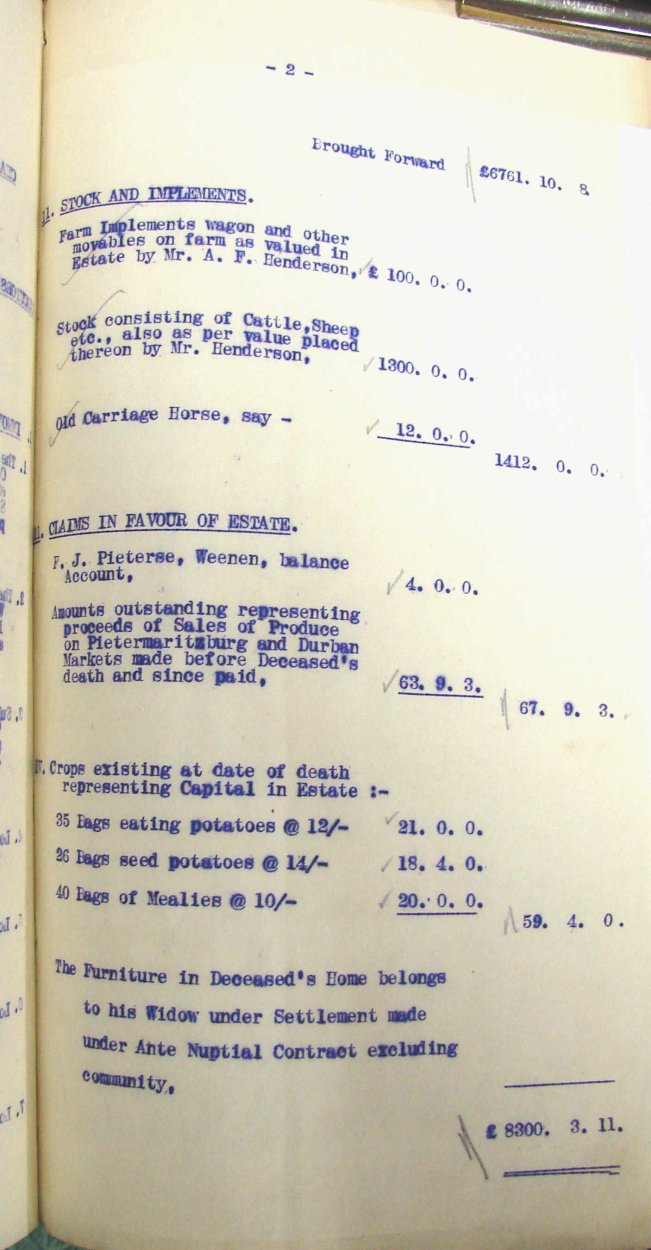 - 2 -
Brought Forward £6761. 10. 8
11. STOCK AND IMPLEMENTS.
Farm Implements wagon and other
movables on farm as valued in
Estate by Mr. A. F. Henderson, £ 100. 0. 0.
Stock consisting of Cattle,Sheep
etc., also as per value placed
thereon by Mr. Henderson, 1300. 0. 0.
Old Carriage Horse, say - 12. 0. 0.
1412. 0. 0.
CLAIMS IN FAVOUR OF ESTATE.
F. J. Pieterse, Weenen, balance
Account, 4. 0. 0.
Amounts outstanding representing
proceeds of Sales of Produce
on Pietermaritzburg and Durban
Markets made before Deceased's
death and since paid, 63. 9. 3.
67. 9. 3.
Crops existing at date of death
representing Capital in Estate :-
35 Bags eating potatoes @ 12/- 21. 0. 0.
26 Bags seed potatoes @ 14/- 18. 4. 0.
40 Bags of Mealies @ 10/- 20. 0. 0.
59. 4. 0.
The Furniture in Deceased's Home belongs
to his Widow under Settlement made
under Ante Nuptial Contract excluding
community,
£ 8300. 3. 11.